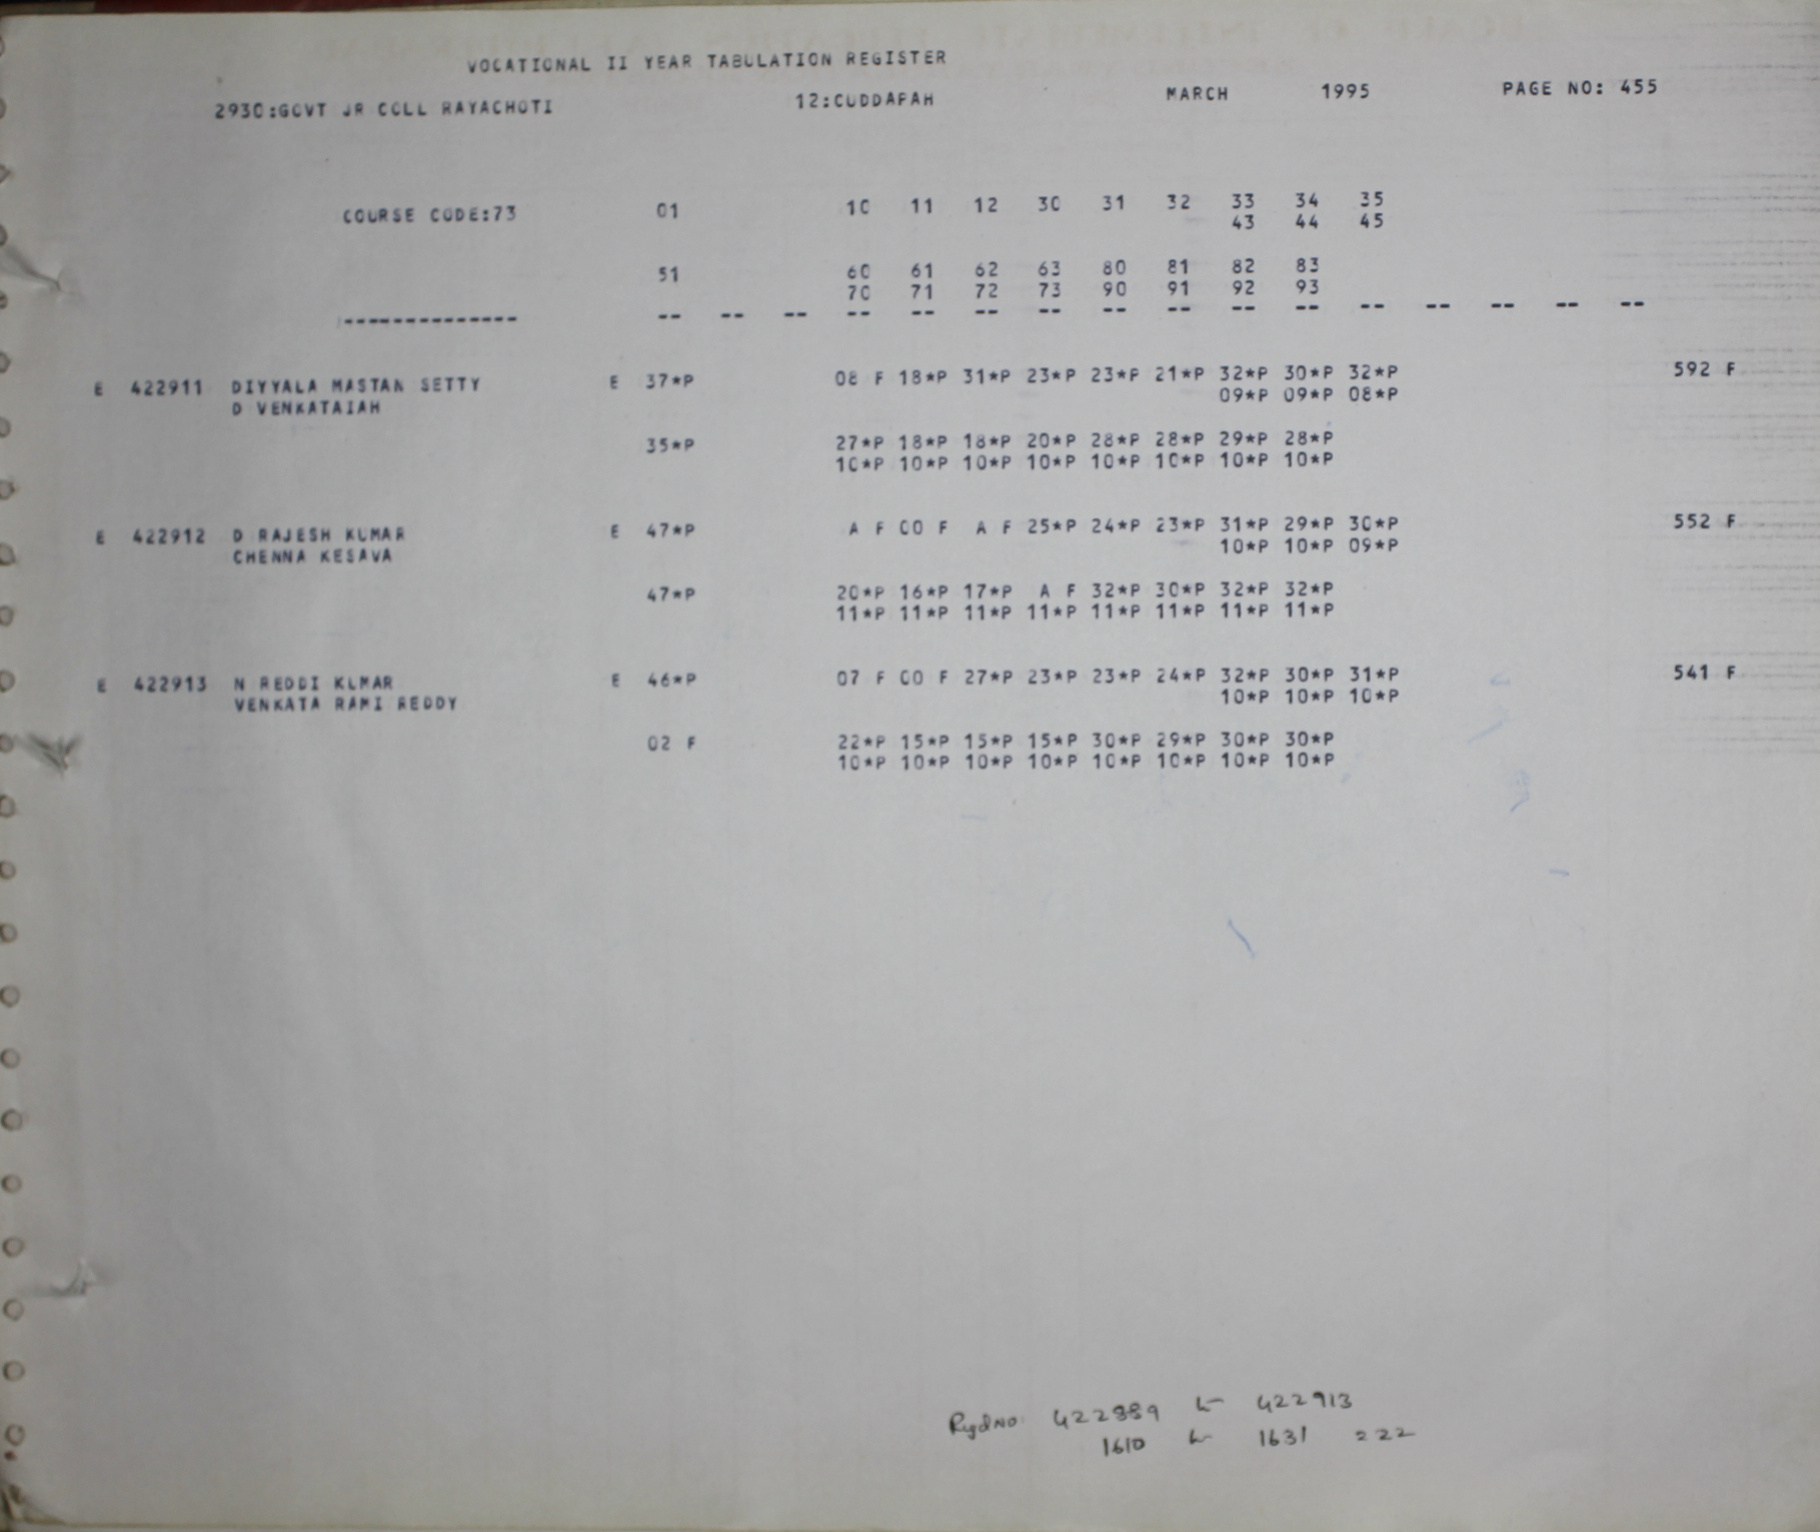 VOCATIONAL II YEAR TABULATION REGISTER
2930:GOVT JR COLL RAYACHOTI 12:CUDDAPAH MARCH 1995 PAGE NO: 455
COURSE CODE:73 01 10 11 12 30 31 32 33 34 35
43 44 45
51 60 61 62 63 80 81 82 83
70 71 72 73 90 91 92 93
-------------- -- -- -- -- -- -- -- -- -- -- -- -- -- -- -- --
E 422911 DIYYALA MASTAN SETTY E 37*P 08 F 18*P 31*P 23*P 23*P 21*P 32*P 30*P 32*P 592 F
D VENKATAIAH 09*P 09*P 08*P
35*P 27*P 18*P 18*P 20*P 28*P 28*P 29*P 28*P
10*P 10*P 10*P 10*P 10*P 10*P 10*P 10*P
E 422912 D RAJESH KUMAR E 47*P A F 00 F A F 25*P 24*P 23*P 31*P 29*P 30*P 552 F
CHENNA KESAVA 10*P 10*P 09*P
47*P 20*P 16*P 17*P A F 32*P 30*P 32*P 32*P
11*P 11*P 11*P 11*P 11*P 11*P 11*P 11*P
E 422913 N REDDI KUMAR E 46*P 07 F 00 F 27*P 23*P 23*P 24*P 32*P 30*P 31*P 541 F
VENKATA RAMI REDDY 10*P 10*P 10*P
02 F 22*P 15*P 15*P 15*P 30*P 29*P 30*P 30*P
10*P 10*P 10*P 10*P 10*P 10*P 10*P 10*P
RegdNo: 422889 to 422913
1610 to 1631 = 22